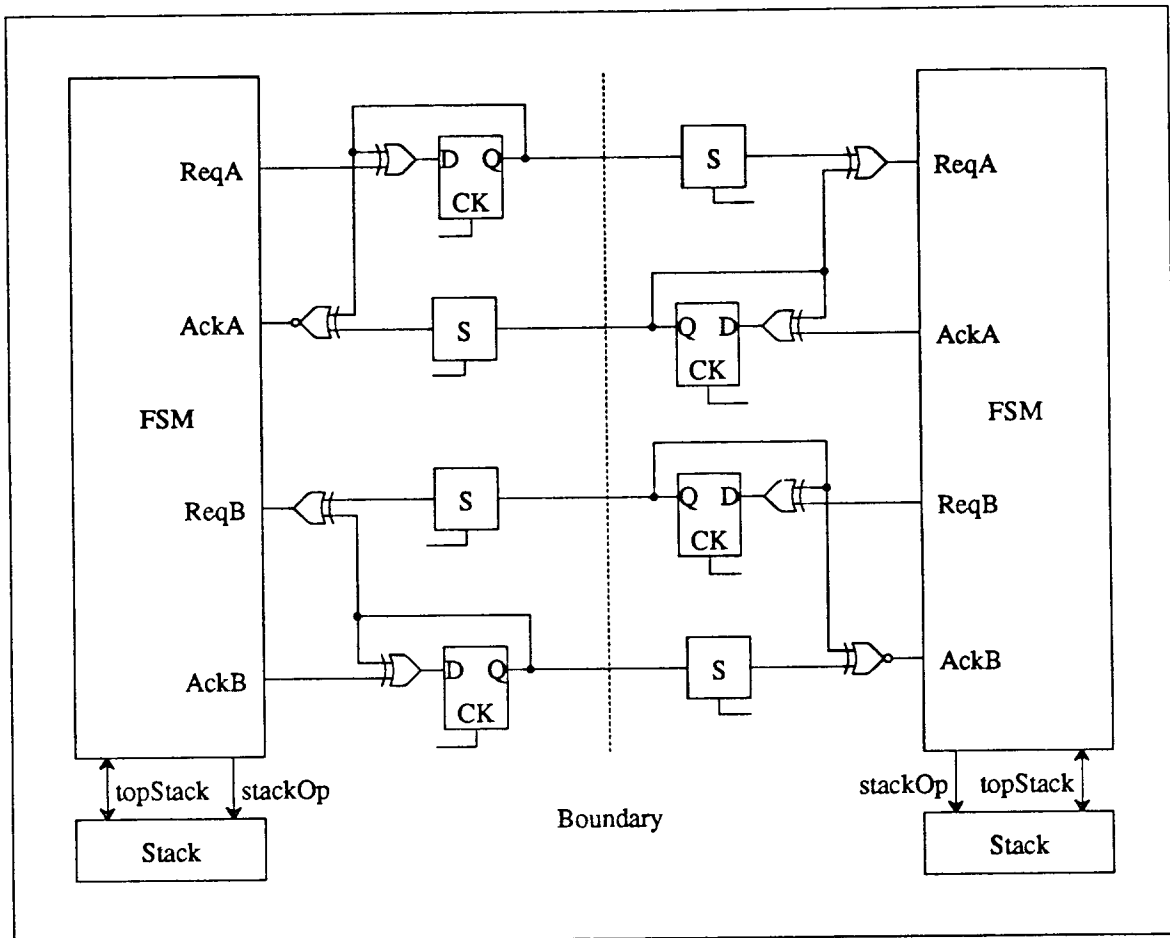 ReqA
D Q
CK
S
ReqA
AckA
S
Q D
CK
AckA
FSM
FSM
ReqB
S
Q D
CK
ReqB
AckB
D Q
CK
S
AckB
topStack
stackOp
stackOp
topStack
Boundary
Stack
Stack